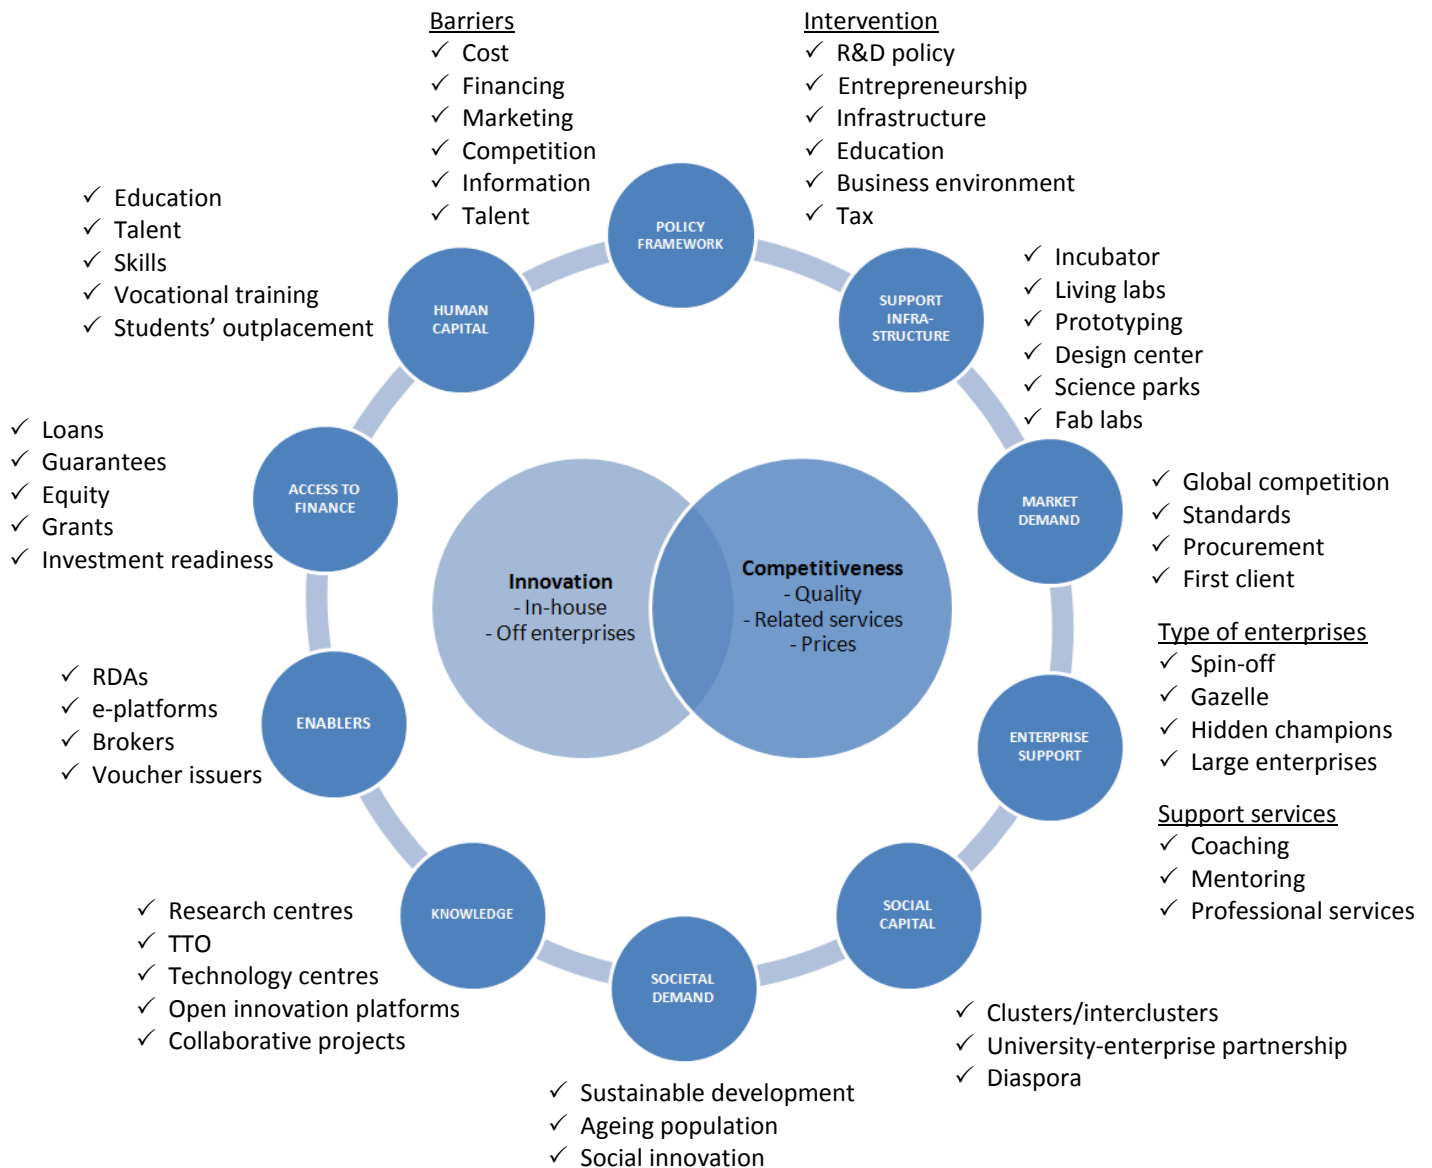 Barriers
✓ Cost
✓ Financing
✓ Marketing
✓ Competition
✓ Information
✓ Talent
Intervention
✓ R&D policy
✓ Entrepreneurship
✓ Infrastructure
✓ Education
✓ Business environment
✓ Tax
POLICY
FRAMEWORK
✓ Education
✓ Talent
✓ Skills
✓ Vocational training
✓ Students’ outplacement
HUMAN
CAPITAL
SUPPORT
INFRA-
STRUCTURE
✓ Incubator
✓ Living labs
✓ Prototyping
✓ Design center
✓ Science parks
✓ Fab labs
✓ Loans
✓ Guarantees
✓ Equity
✓ Grants
✓ Investment readiness
ACCESS TO
FINANCE
MARKET
DEMAND
✓ Global competition
✓ Standards
✓ Procurement
✓ First client
Innovation
- In-house
- Off enterprises
Competitiveness
- Quality
- Related services
- Prices
✓ RDAs
✓ e-platforms
✓ Brokers
✓ Voucher issuers
ENABLERS
ENTERPRISE
SUPPORT
Type of enterprises
✓ Spin-off
✓ Gazelle
✓ Hidden champions
✓ Large enterprises
Support services
✓ Coaching
✓ Mentoring
✓ Professional services
✓ Research centres
✓ TTO
✓ Technology centres
✓ Open innovation platforms
✓ Collaborative projects
KNOWLEDGE
SOCIETAL
DEMAND
SOCIAL
CAPITAL
✓ Clusters/interclusters
✓ University-enterprise partnership
✓ Diaspora
✓ Sustainable development
✓ Ageing population
✓ Social innovation